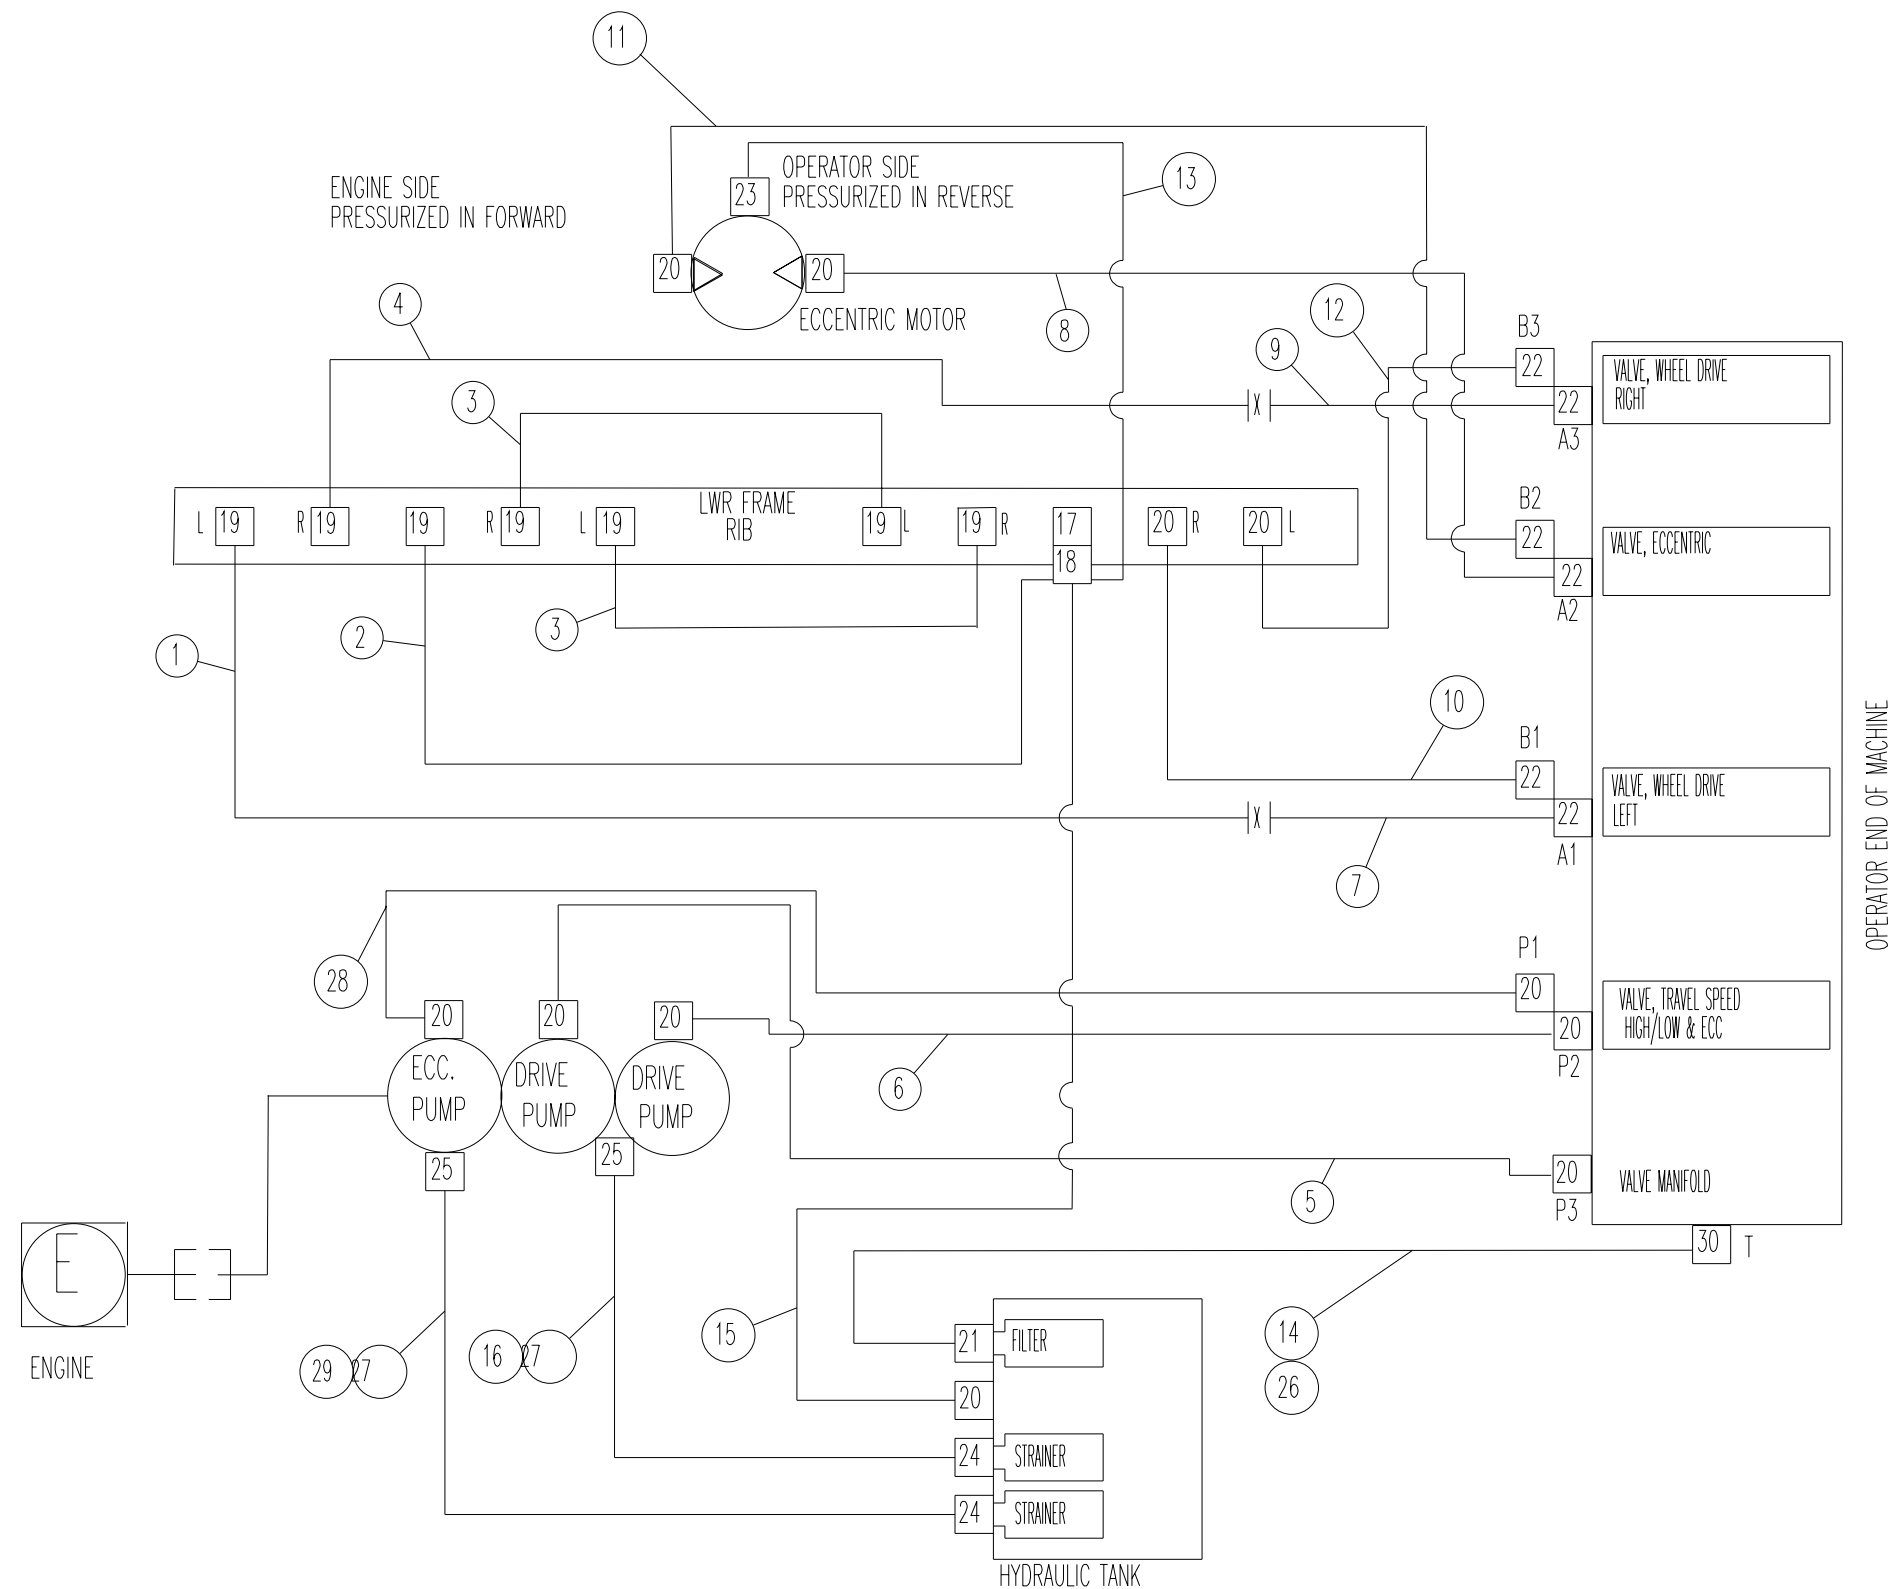 11
ENGINE SIDE
PRESSURIZED IN FORWARD
OPERATOR SIDE
PRESSURIZED IN REVERSE
23
13
20
20
ECCENTRIC MOTOR
4
8
12
9
3
B3
22
VALVE, WHEEL DRIVE
RIGHT
X
22
A3
LWR FRAME
RIB
L 19
R 19
19
R 19
L 19
19 L
19 R
17
18
20 R
20 L
B2
22
VALVE, ECCENTRIC
22
A2
1
2
3
10
B1
22
VALVE, WHEEL DRIVE
LEFT
X
22
A1
7
OPERATOR END OF MACHINE
28
P1
20
VALVE, TRAVEL SPEED
HIGH/LOW & ECC
20
P2
20
20
20
ECC.
PUMP
DRIVE
PUMP
DRIVE
PUMP
6
25
25
5
20
P3
VALVE MANIFOLD
30 T
E
ENGINE
29 27
16 27
15
14
26
21
FILTER
20
24
STRAINER
24
STRAINER
HYDRAULIC TANK